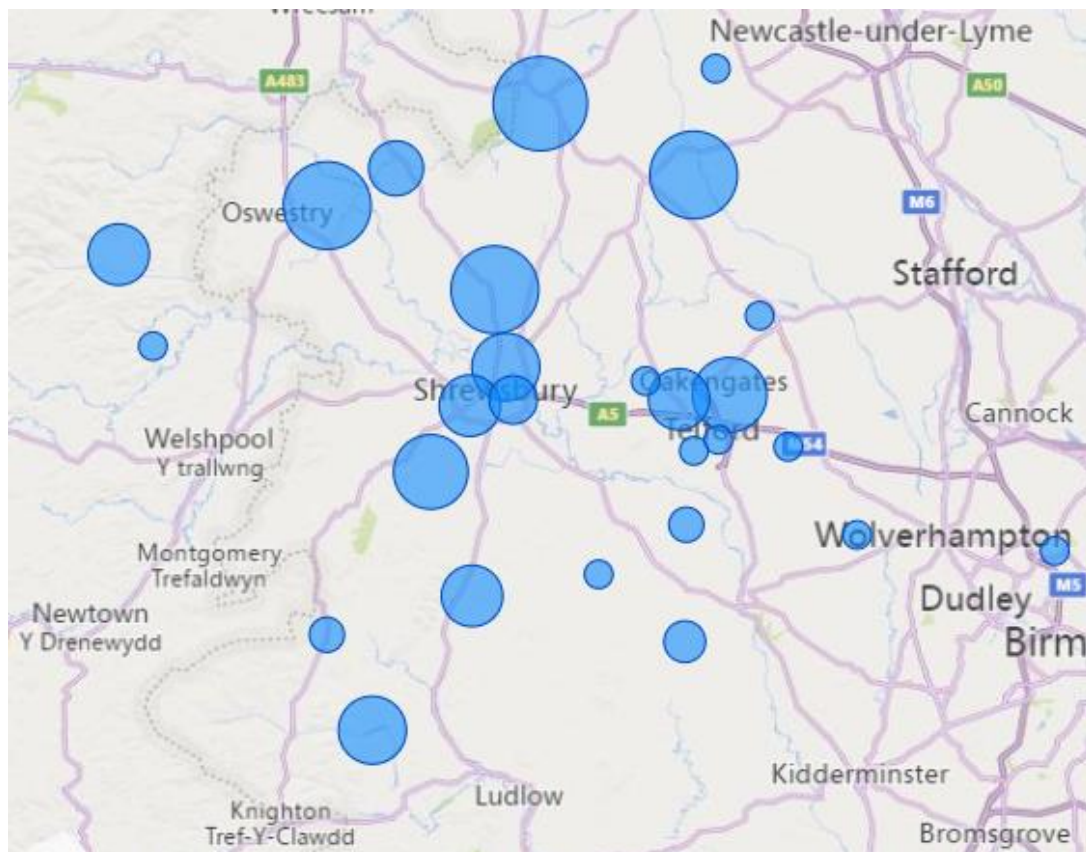 Newcastle-under-Lyme
A483
A50
M6
Oswestry
Stafford
Shrewsbury
Oakengates
A5
Cannock
Telford
M54
Welshpool
Y trallwng
Wolverhampton
Montgomery
Trefaldwyn
M5
Dudley
Newtown
Y Drenewydd
Birm
Kidderminster
Ludlow
Knighton
Tref-Y-Clawdd
Bromsgrove